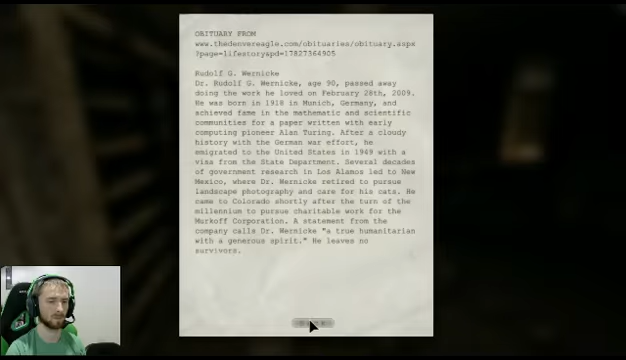 OBITUARY FROM
www.thedenvereagle.com/obituaries/obituary.aspx
?page=lifestory&pd=17827364905
Rudolf G. Wernicke
Dr. Rudolf G. Wernicke, age 90, passed away
doing the work he loved on February 28th, 2009.
He was born in 1918 in Munich, Germany, and
achieved fame in the mathematic and scientific
communities for a paper written with early
computing pioneer Alan Turing. After a cloudy
history with the German war effort, he
emigrated to the United States in 1949 with a
visa from the State Department. Several decades
of government research in Los Alamos led to New
Mexico, where Dr. Wernicke retired to pursue
landscape photography and care for his cats. He
came to Colorado shortly after the turn of the
millennium to pursue charitable work for the
Murkoff Corporation. A statement from the
company calls Dr. Wernicke "a true humanitarian
with a generous spirit." He leaves no
survivors.